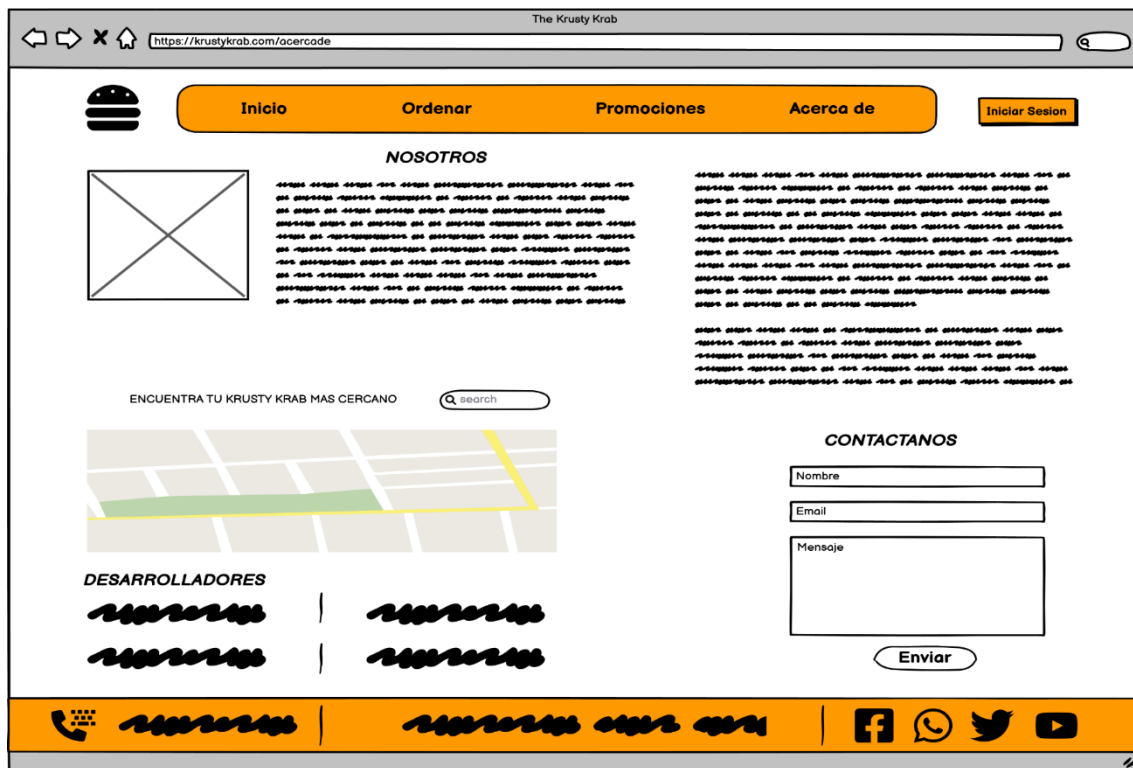 The Krusty Krab
https://krustykrab.com/acercade
Inicio Ordenar Promociones Acerca de
Iniciar Sesion
NOSOTROS
ENCUENTRA TU KRUSTY KRAB MAS CERCANO
search
CONTACTANOS
Nombre
Email
Mensaje
Enviar
DESARROLLADORES